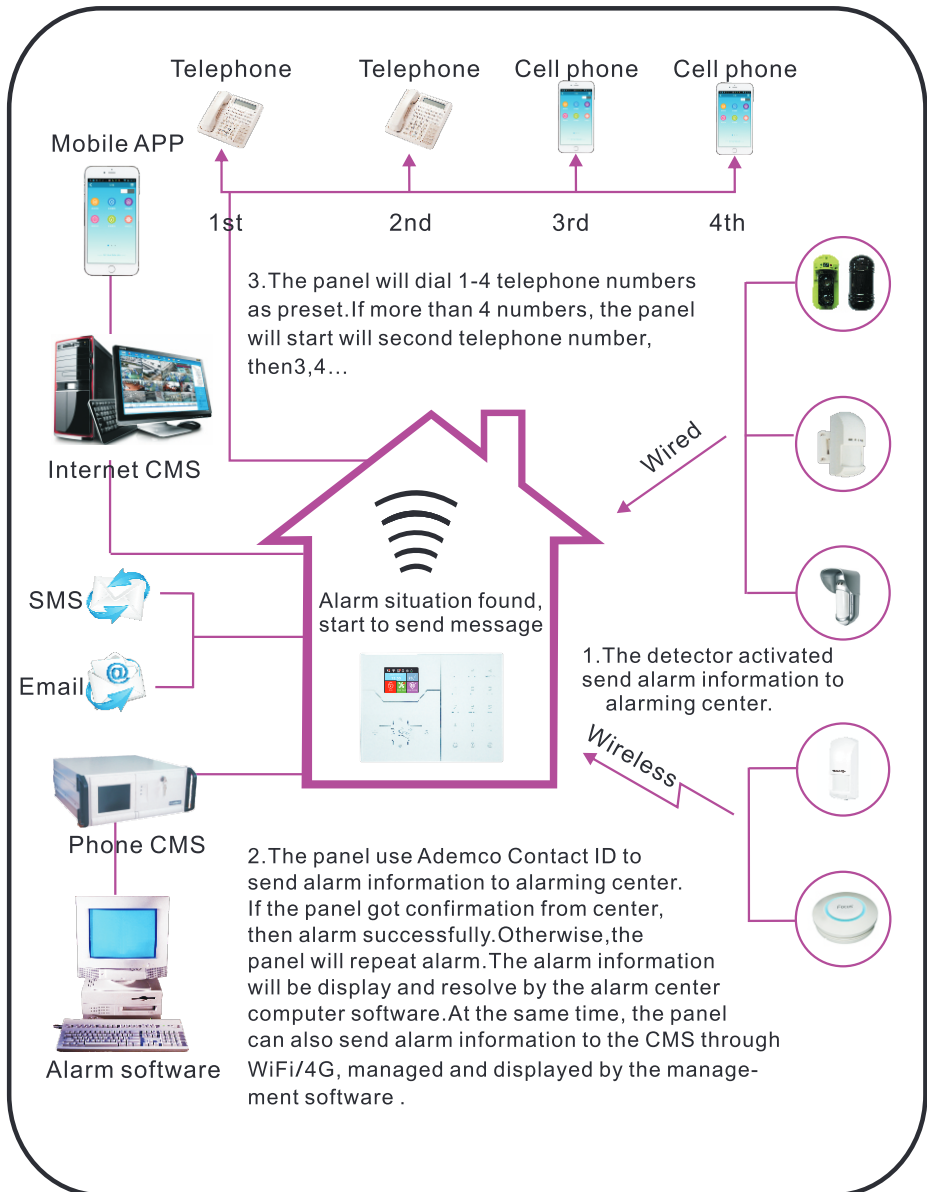 Telephone
Telephone
Cell phone
Cell phone
Mobile APP
1st
2nd
3rd
4th
3.The panel will dial 1-4 telephone numbers
as preset.If more than 4 numbers, the panel
will start will second telephone number,
then3,4...
Internet CMS
Wired
SMS
Email
Alarm situation found,
start to send message
1.The detector activated
send alarm information to
alarming center.
Wireless
Phone CMS
2.The panel use Ademco Contact ID to
send alarm information to alarming center.
If the panel got confirmation from center,
then alarm successfully.Otherwise,the
panel will repeat alarm.The alarm information
will be display and resolve by the alarm center
computer software.At the same time, the panel
can also send alarm information to the CMS through
WiFi/4G, managed and displayed by the manage-
ment software .
Alarm software